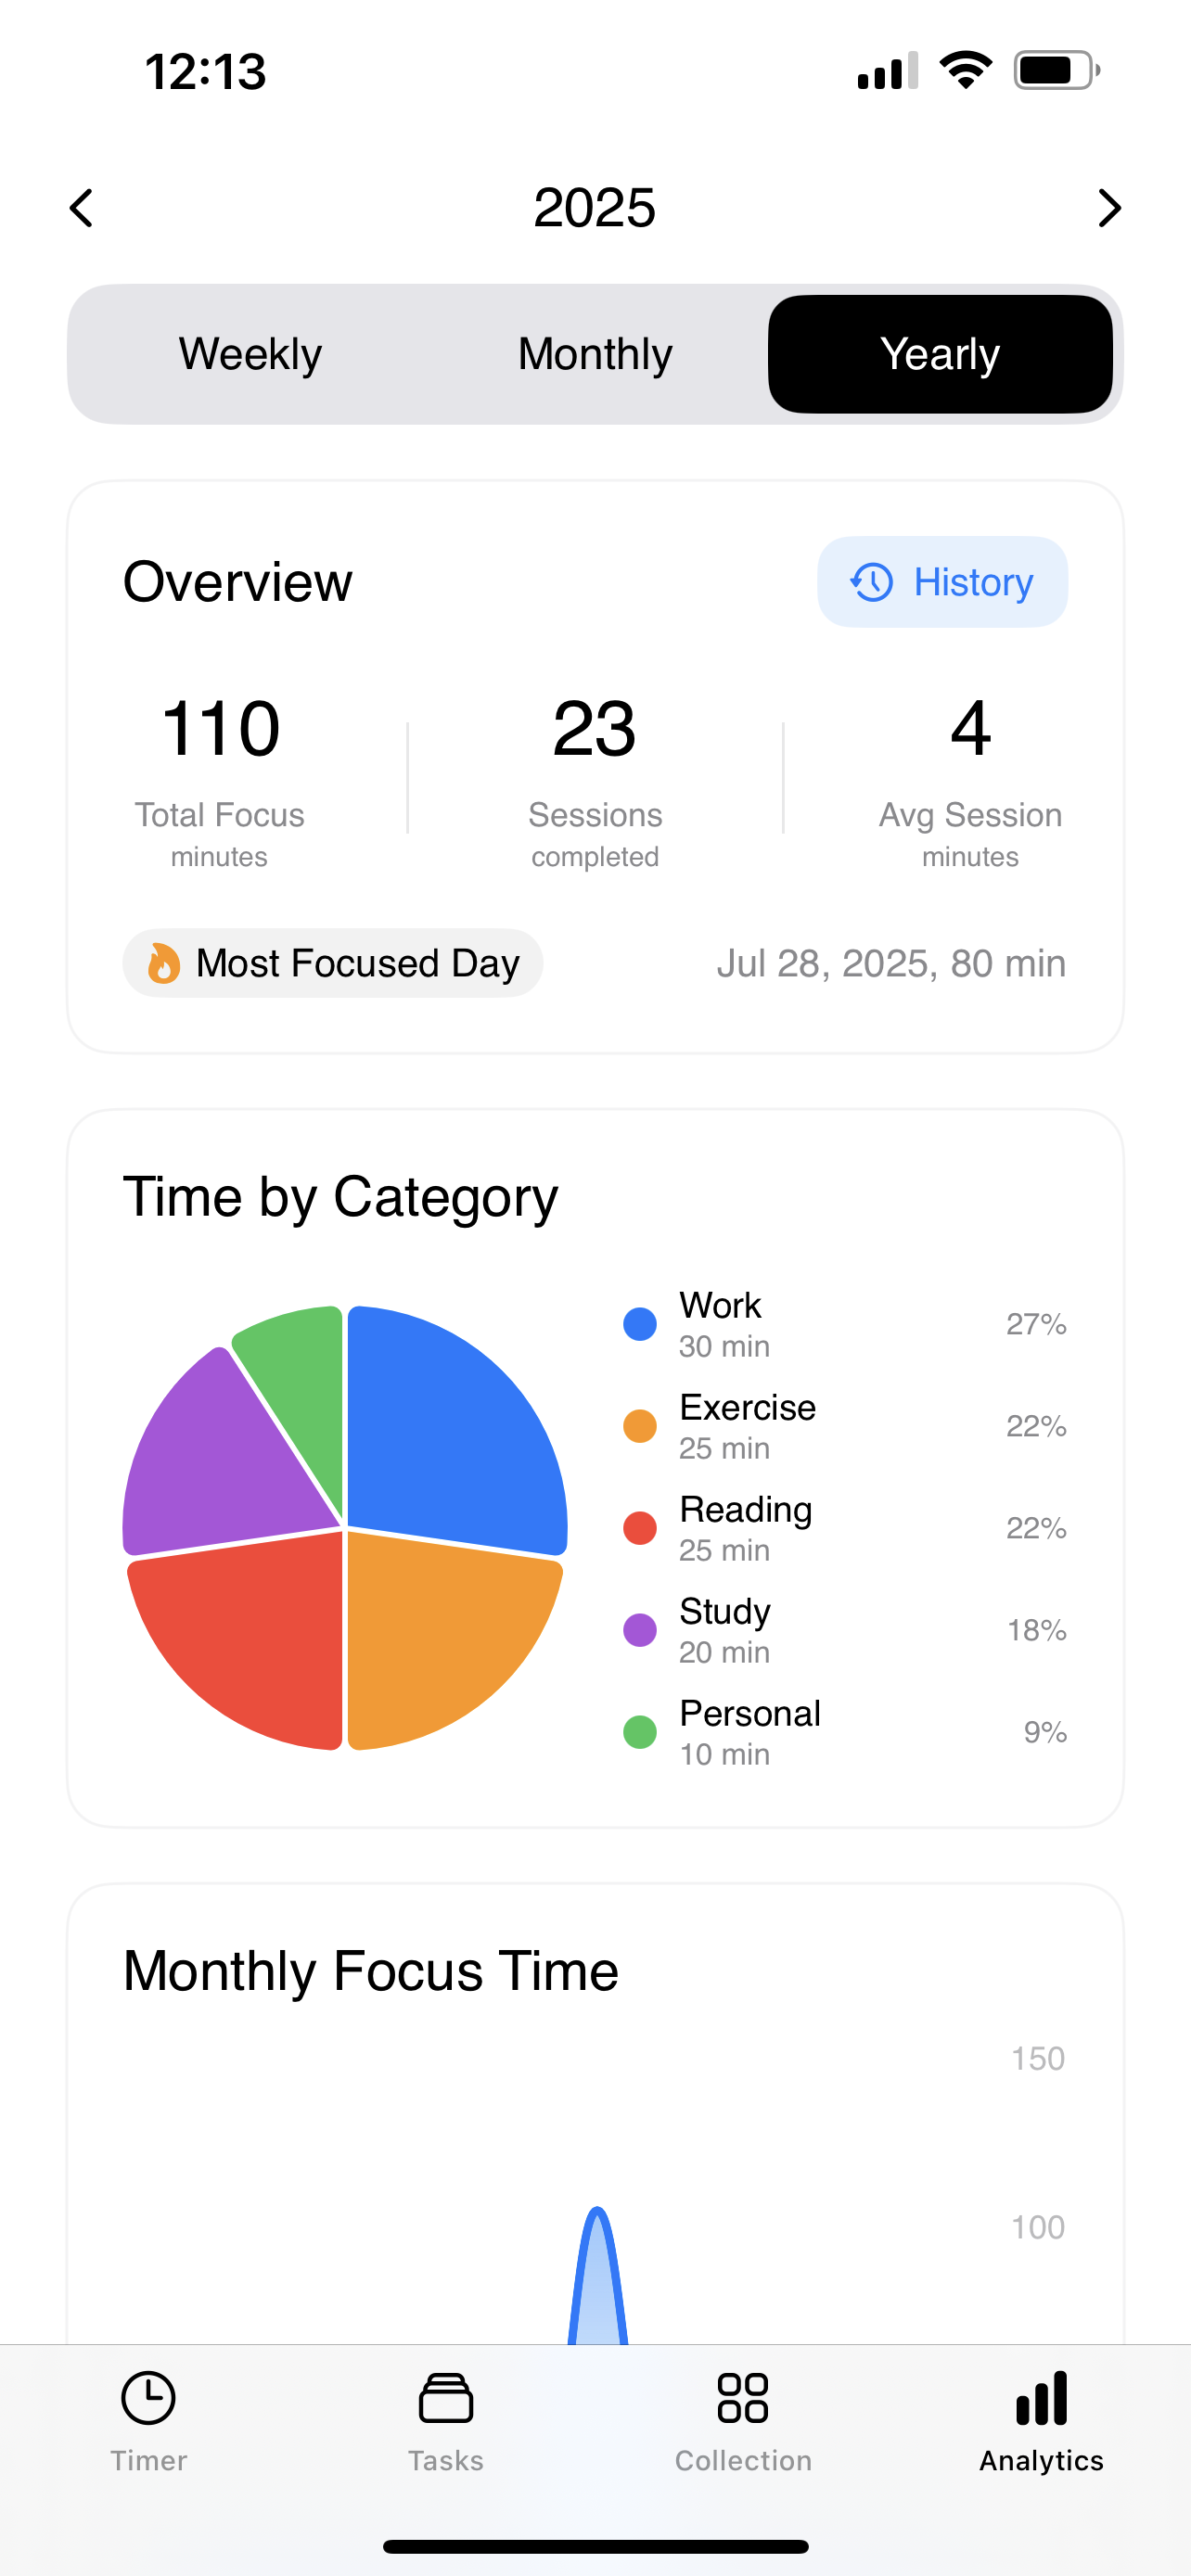 12:13
2025
Weekly Monthly Yearly
Overview History
110 23 4
Total Focus Sessions Avg Session
minutes completed minutes
Most Focused Day Jul 28, 2025, 80 min
Time by Category
Work
30 min
27%
Exercise
25 min
22%
Reading
25 min
22%
Study
20 min
18%
Personal
10 min
9%
Monthly Focus Time
150
100
Timer Tasks Collection Analytics